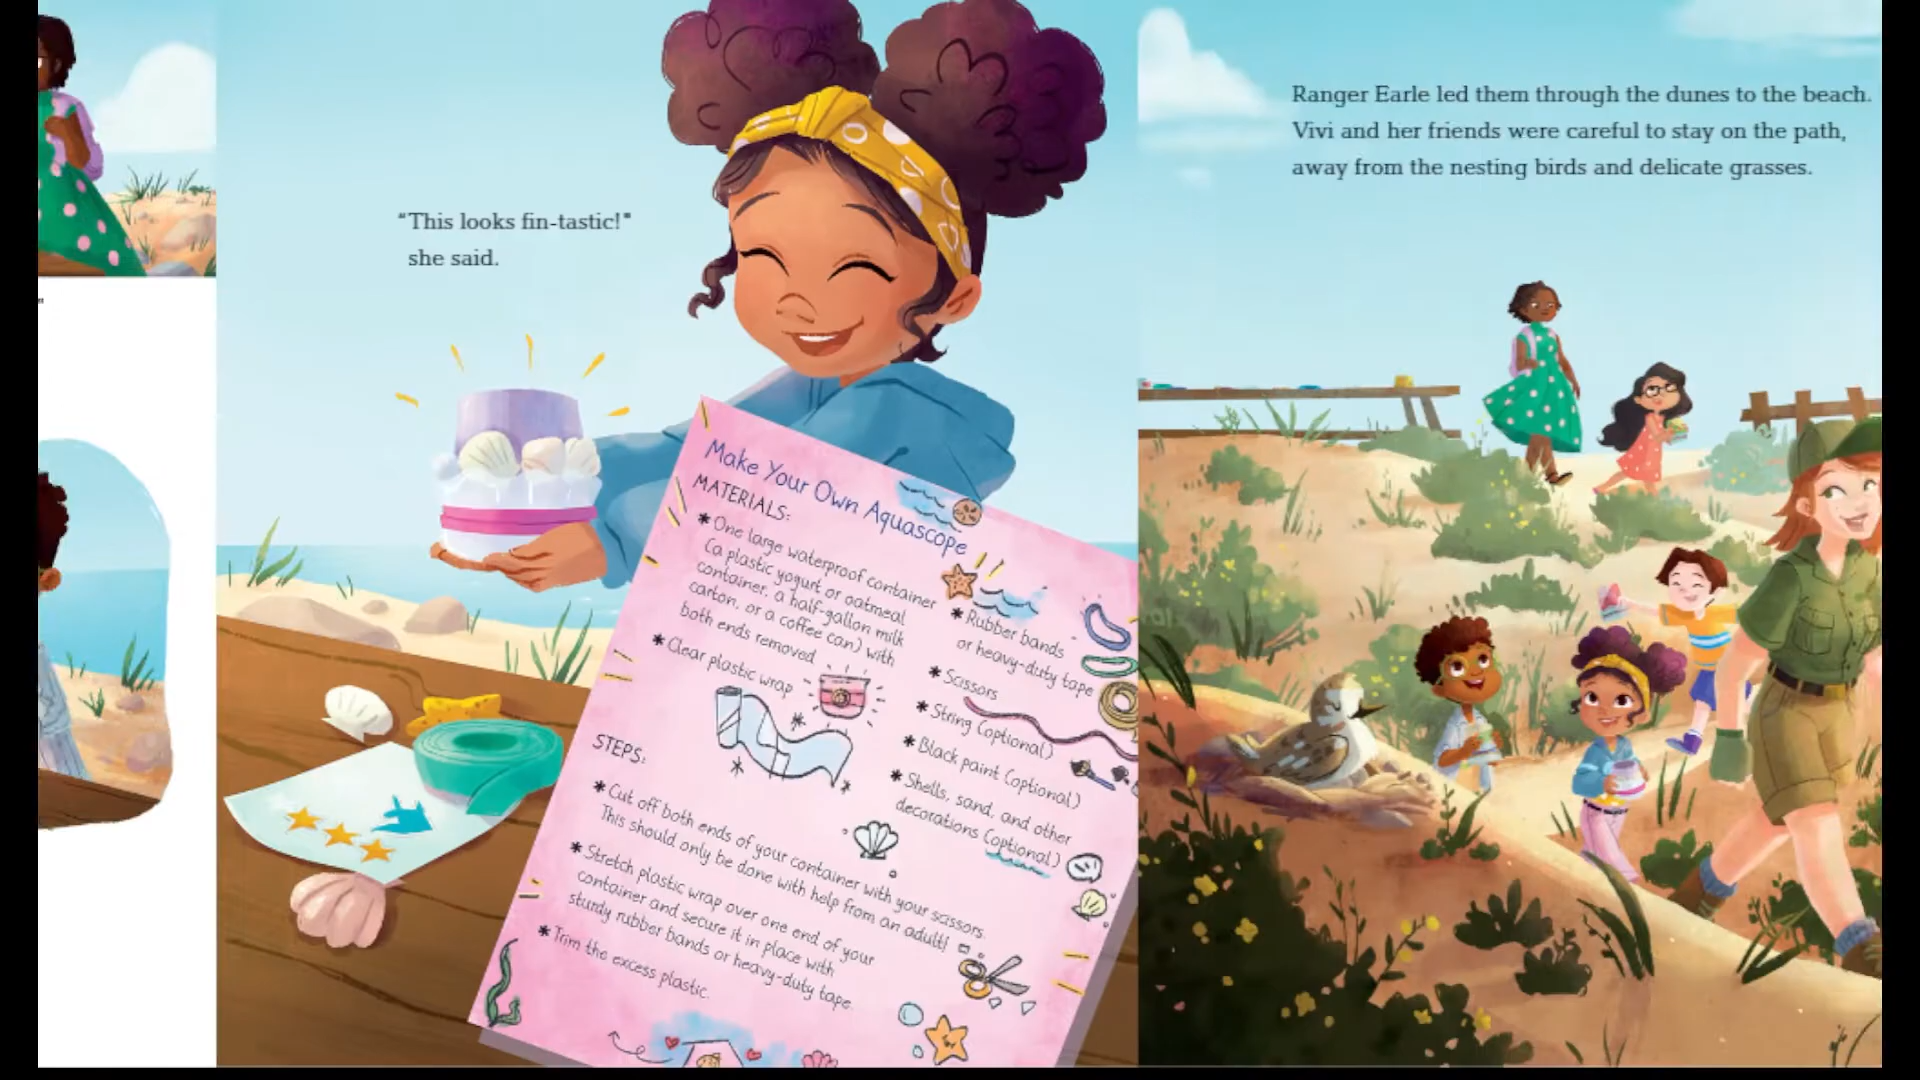 "
"This looks fin-tastic!"
she said.
Make Your Own Aquascope
MATERIALS:
* One large waterproof container
(a plastic yogurt or oatmeal
container, a half-gallon milk
carton, or a coffee can) with
both ends removed
* Clear plastic wrap
* Rubber bands
or heavy-duty tape
* Scissors
* String (optional)
* Black paint (optional)
* Shells, sand, and other
decorations (optional)
STEPS:
* Cut off both ends of your container with your scissors.
This should only be done with help from an adult!
* Stretch plastic wrap over one end of your
container and secure it in place with
sturdy rubber bands or heavy-duty tape.
* Trim the excess plastic.
Ranger Earle led them through the dunes to the beach.
Vivi and her friends were careful to stay on the path,
away from the nesting birds and delicate grasses.